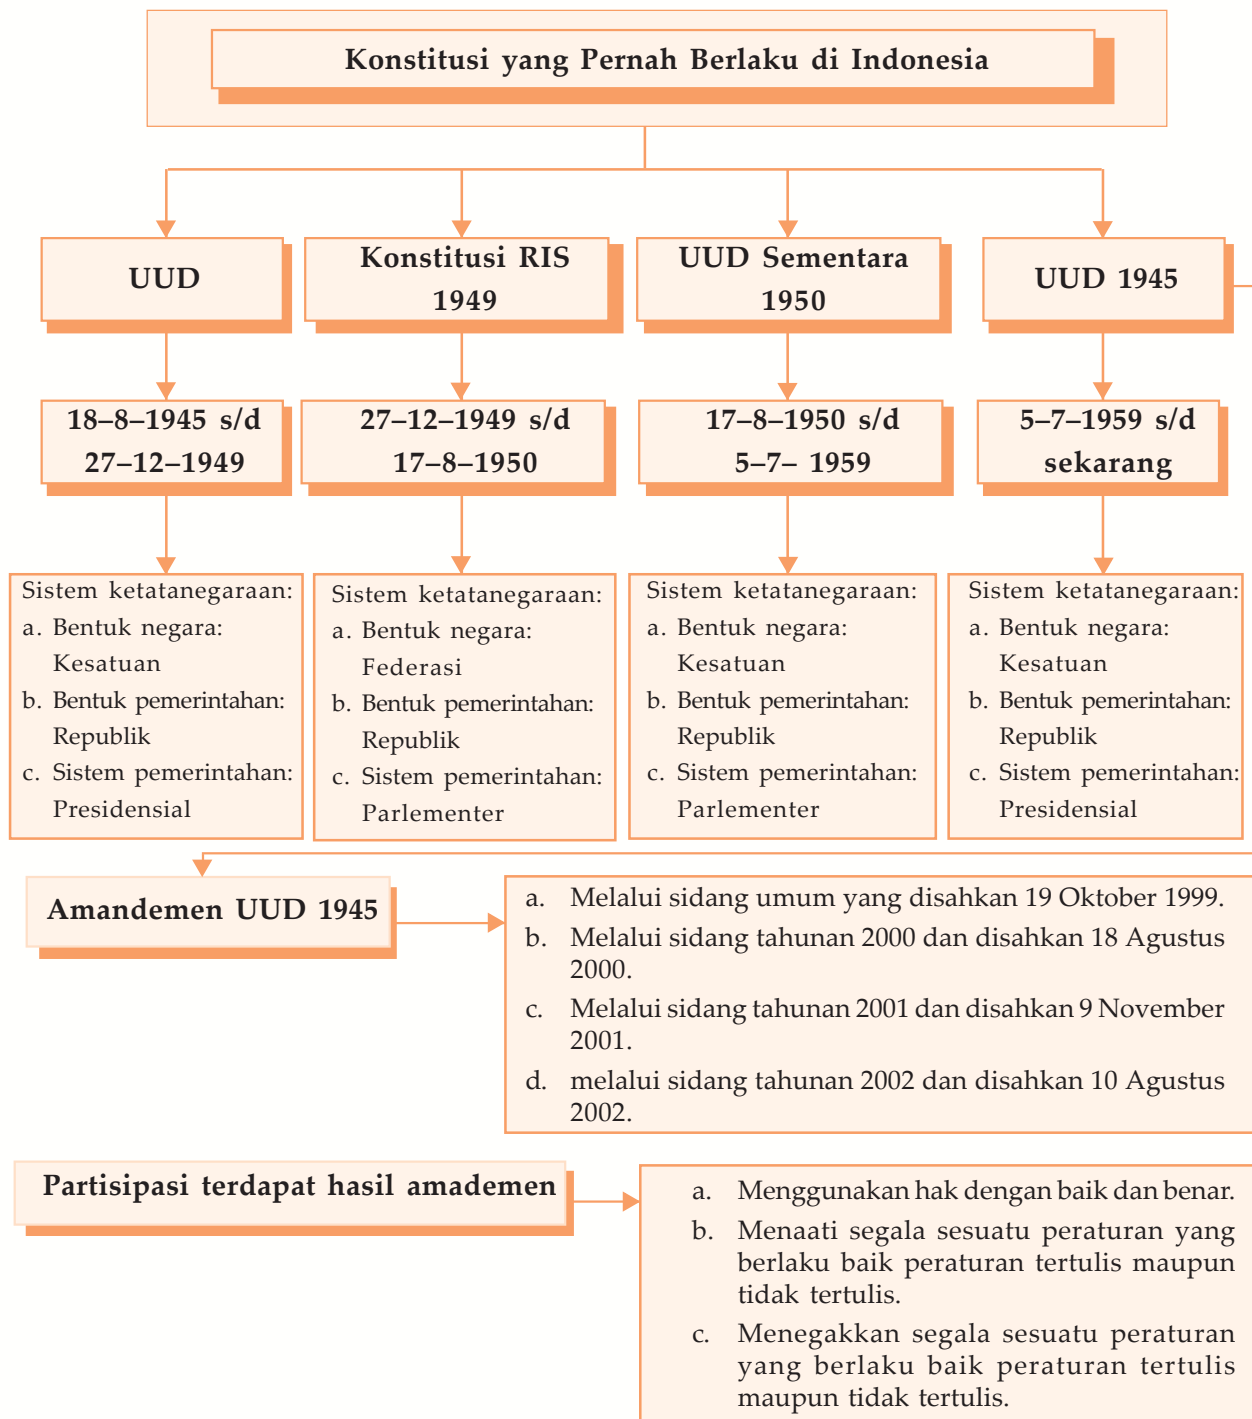 Konstitusi yang Pernah Berlaku di Indonesia
UUD
Konstitusi RIS
1949
UUD Sementara
1950
UUD 1945
18–8–1945 s/d
27–12–1949
27–12–1949 s/d
17–8–1950
17–8–1950 s/d
5–7– 1959
5–7–1959 s/d
sekarang
Sistem ketatanegaraan:
a. Bentuk negara:
Kesatuan
b. Bentuk pemerintahan:
Republik
c. Sistem pemerintahan:
Presidensial
Sistem ketatanegaraan:
a. Bentuk negara:
Federasi
b. Bentuk pemerintahan:
Republik
c. Sistem pemerintahan:
Parlementer
Sistem ketatanegaraan:
a. Bentuk negara:
Kesatuan
b. Bentuk pemerintahan:
Republik
c. Sistem pemerintahan:
Parlementer
Sistem ketatanegaraan:
a. Bentuk negara:
Kesatuan
b. Bentuk pemerintahan:
Republik
c. Sistem pemerintahan:
Presidensial
Amandemen UUD 1945
a. Melalui sidang umum yang disahkan 19 Oktober 1999.
b. Melalui sidang tahunan 2000 dan disahkan 18 Agustus
2000.
c. Melalui sidang tahunan 2001 dan disahkan 9 November
2001.
d. melalui sidang tahunan 2002 dan disahkan 10 Agustus
2002.
Partisipasi terdapat hasil amademen
a. Menggunakan hak dengan baik dan benar.
b. Menaati segala sesuatu peraturan yang
berlaku baik peraturan tertulis maupun
tidak tertulis.
c. Menegakkan segala sesuatu peraturan
yang berlaku baik peraturan tertulis
maupun tidak tertulis.